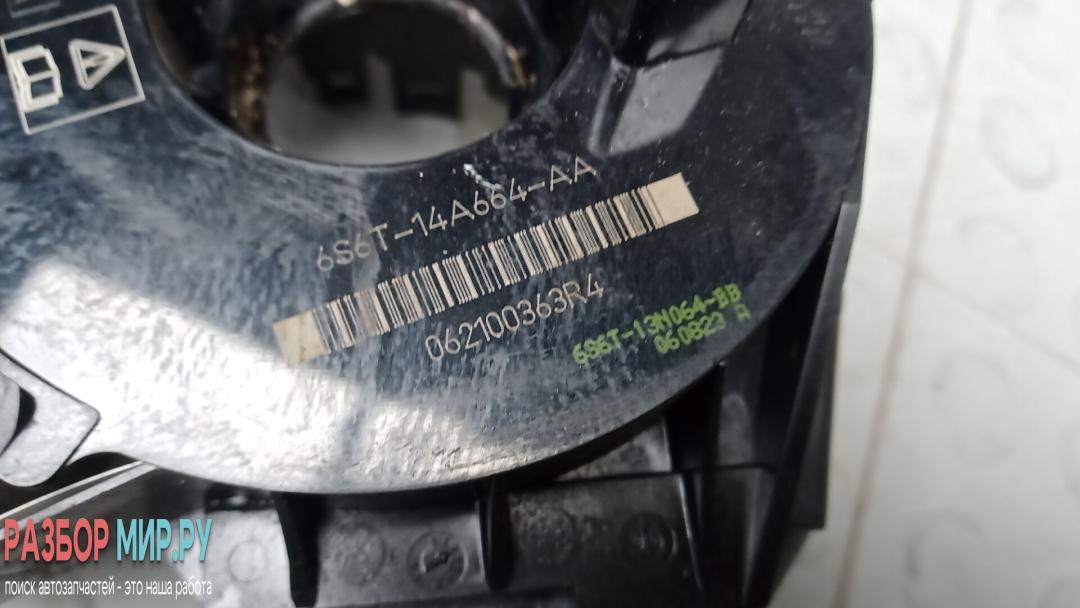 6S6T-14A664-AA
062100363R4
6S6T-13N064-BB
060823 A
РАЗБОР МИР.РУ
поиск автозапчастей - это наша работа